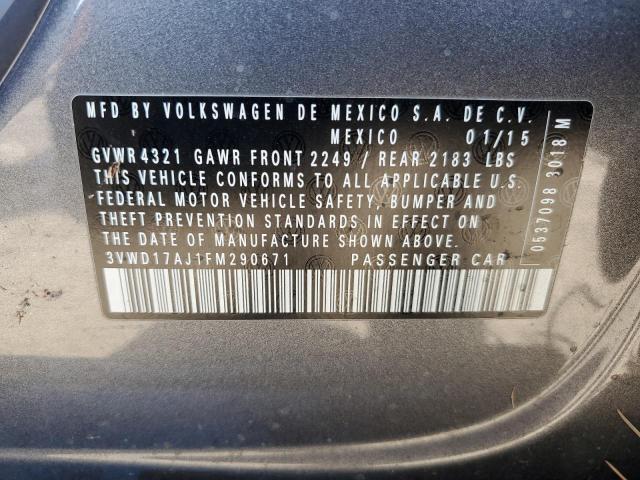 MFD BY VOLKSWAGEN DE MEXICO S.A. DE C.V.
MEXICO 01/15
GVWR 4321 GAWR FRONT 2249 / REAR 2183 LBS
THIS VEHICLE CONFORMS TO ALL APPLICABLE U.S.
FEDERAL MOTOR VEHICLE SAFETY, BUMPER AND
THEFT PREVENTION STANDARDS IN EFFECT ON
THE DATE OF MANUFACTURE SHOWN ABOVE.
3VWD17AJ1FM290671 PASSENGER CAR
0537098 3018 M